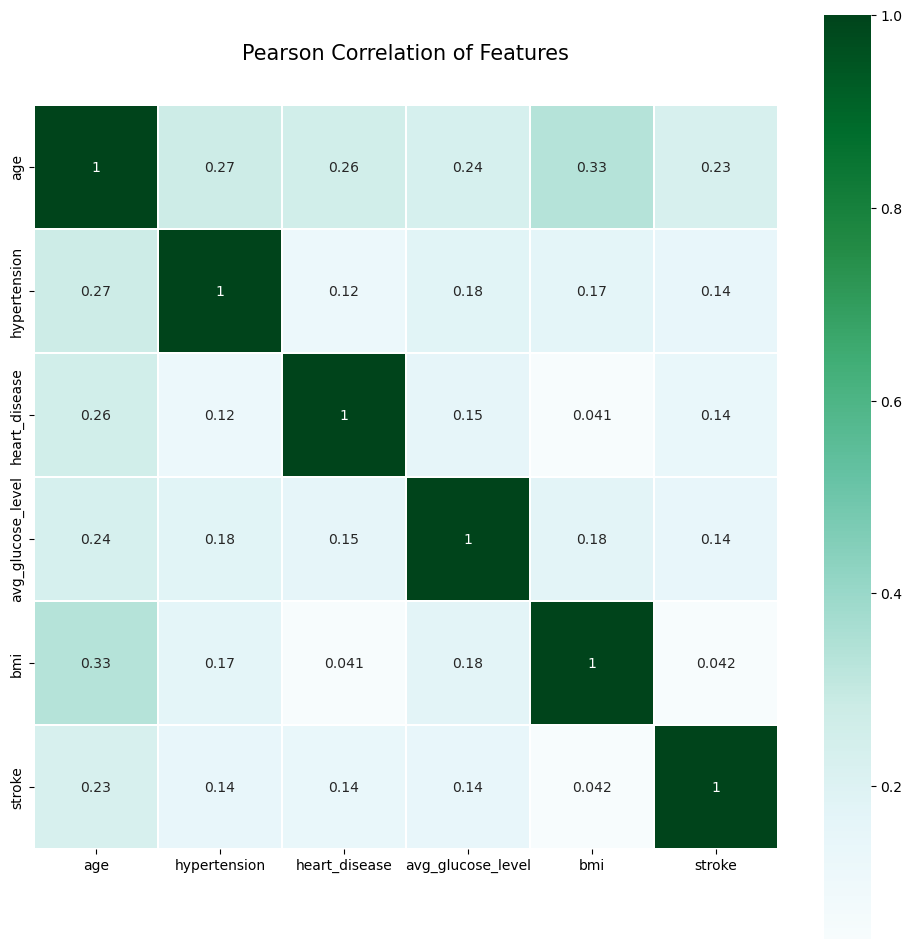 Pearson Correlation of Features
1.0
0.8
0.6
0.4
0.2
age 1 0.27 0.26 0.24 0.33 0.23
hypertension 0.27 1 0.12 0.18 0.17 0.14
heart_disease 0.26 0.12 1 0.15 0.041 0.14
avg_glucose_level 0.24 0.18 0.15 1 0.18 0.14
bmi 0.33 0.17 0.041 0.18 1 0.042
stroke 0.23 0.14 0.14 0.14 0.042 1
age hypertension heart_disease avg_glucose_level bmi stroke